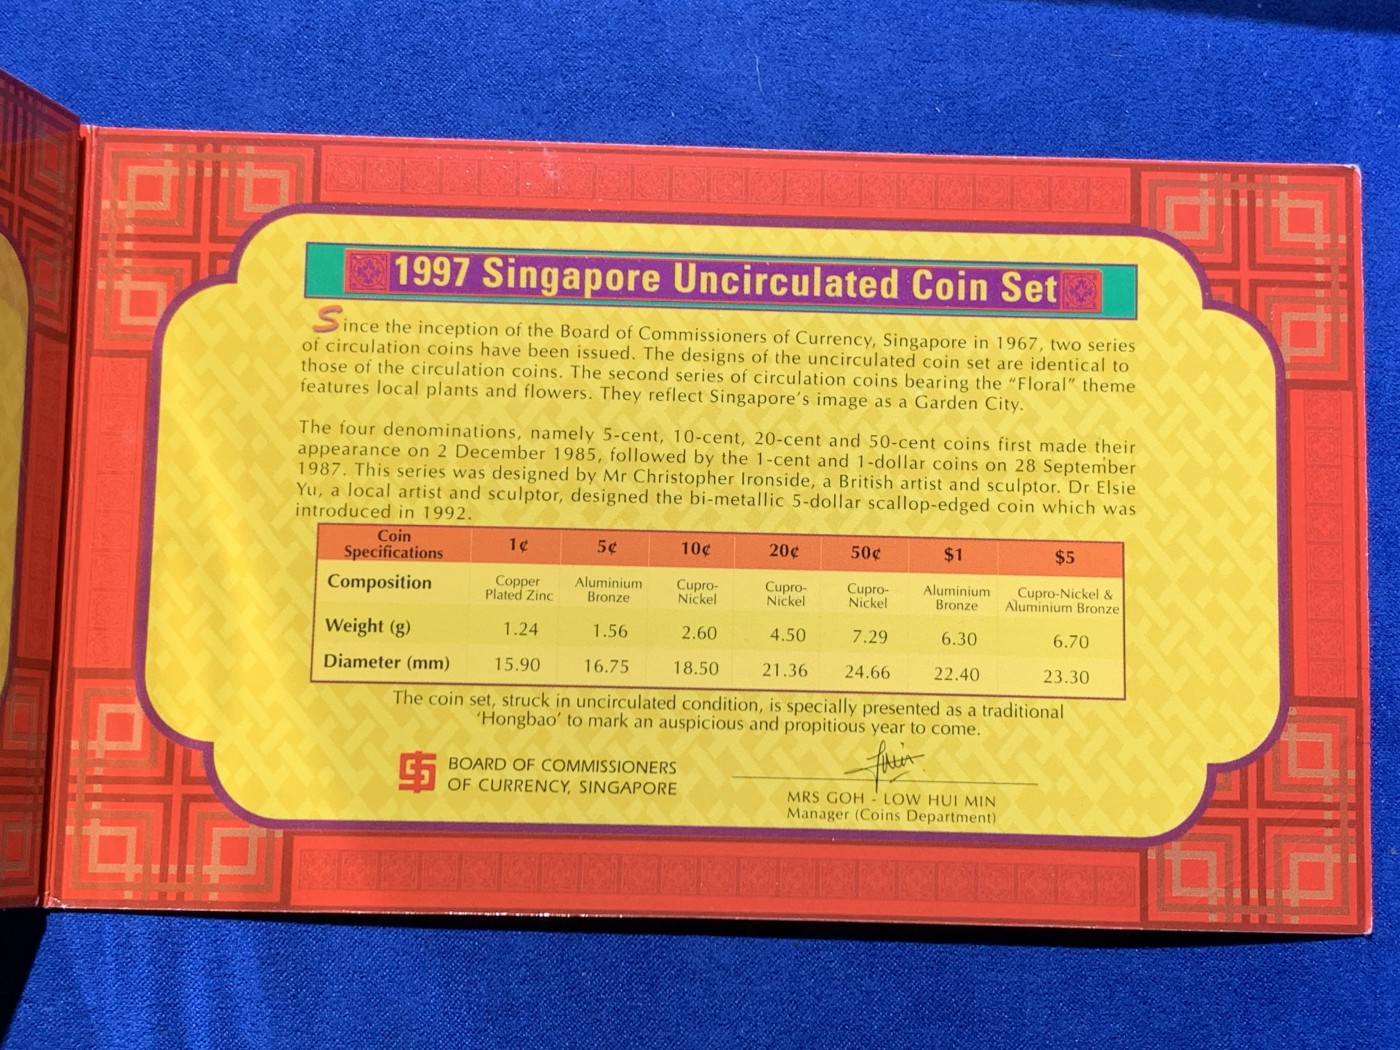 1997 Singapore Uncirculated Coin Set
Since the inception of the Board of Commissioners of Currency, Singapore in 1967, two series
of circulation coins have been issued. The designs of the uncirculated coin set are identical to
those of the circulation coins. The second series of circulation coins bearing the "Floral" theme
features local plants and flowers. They reflect Singapore's image as a Garden City.
The four denominations, namely 5-cent, 10-cent, 20-cent and 50-cent coins first made their
appearance on 2 December 1985, followed by the 1-cent and 1-dollar coins on 28 September
1987. This series was designed by Mr Christopher Ironside, a British artist and sculptor. Dr Elsie
Yu, a local artist and sculptor, designed the bi-metallic 5-dollar scallop-edged coin which was
introduced in 1992.
Coin Specifications 1¢ 5¢ 10¢ 20¢ 50¢ $1 $5
Composition Copper Plated Zinc Aluminium Bronze Cupro-Nickel Cupro-Nickel Cupro-Nickel Aluminium Bronze Cupro-Nickel & Aluminium Bronze
Weight (g) 1.24 1.56 2.60 4.50 7.29 6.30 6.70
Diameter (mm) 15.90 16.75 18.50 21.36 24.66 22.40 23.30
The coin set, struck in uncirculated condition, is specially presented as a traditional
'Hongbao' to mark an auspicious and propitious year to come.
BOARD OF COMMISSIONERS
OF CURRENCY, SINGAPORE
MRS GOH - LOW HUI MIN
Manager (Coins Department)